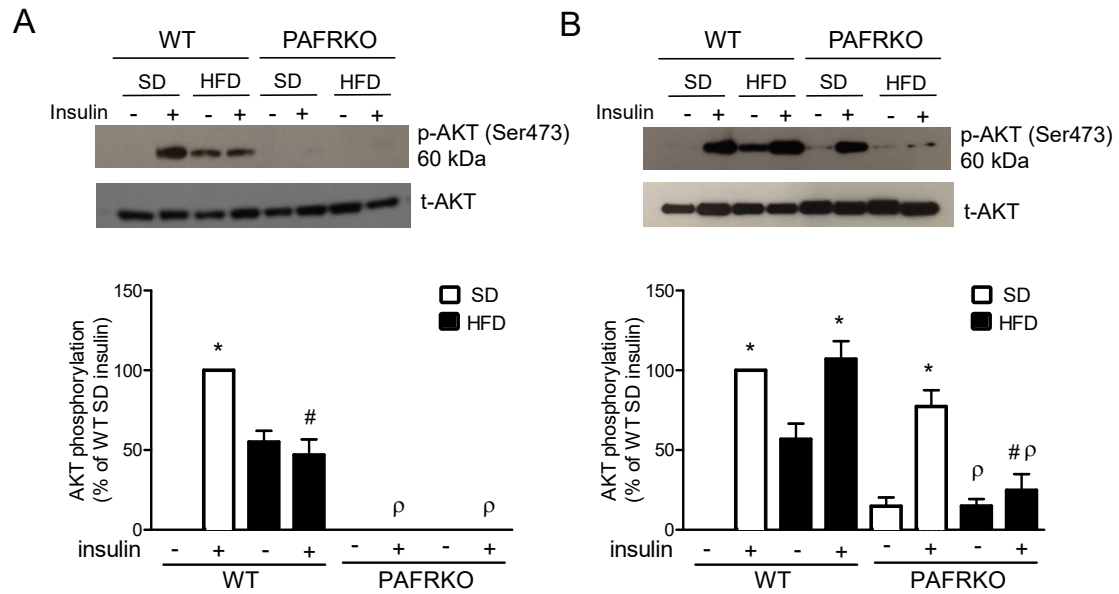 A
WT PAFRKO
SD HFD SD HFD
Insulin - + - + - + - +
p-AKT (Ser473)
60 kDa
t-AKT
AKT phosphorylation
(% of WT SD insulin)
150
100
50
0
SD
HFD
*
#
ρ ρ
insulin - + - + - + - +
WT PAFRKO
B
WT PAFRKO
SD HFD SD HFD
Insulin - + - + - + - +
p-AKT (Ser473)
60 kDa
t-AKT
AKT phosphorylation
(% of WT SD insulin)
150
100
50
0
SD
HFD
* * *
ρ # ρ
insulin - + - + - + - +
WT PAFRKO